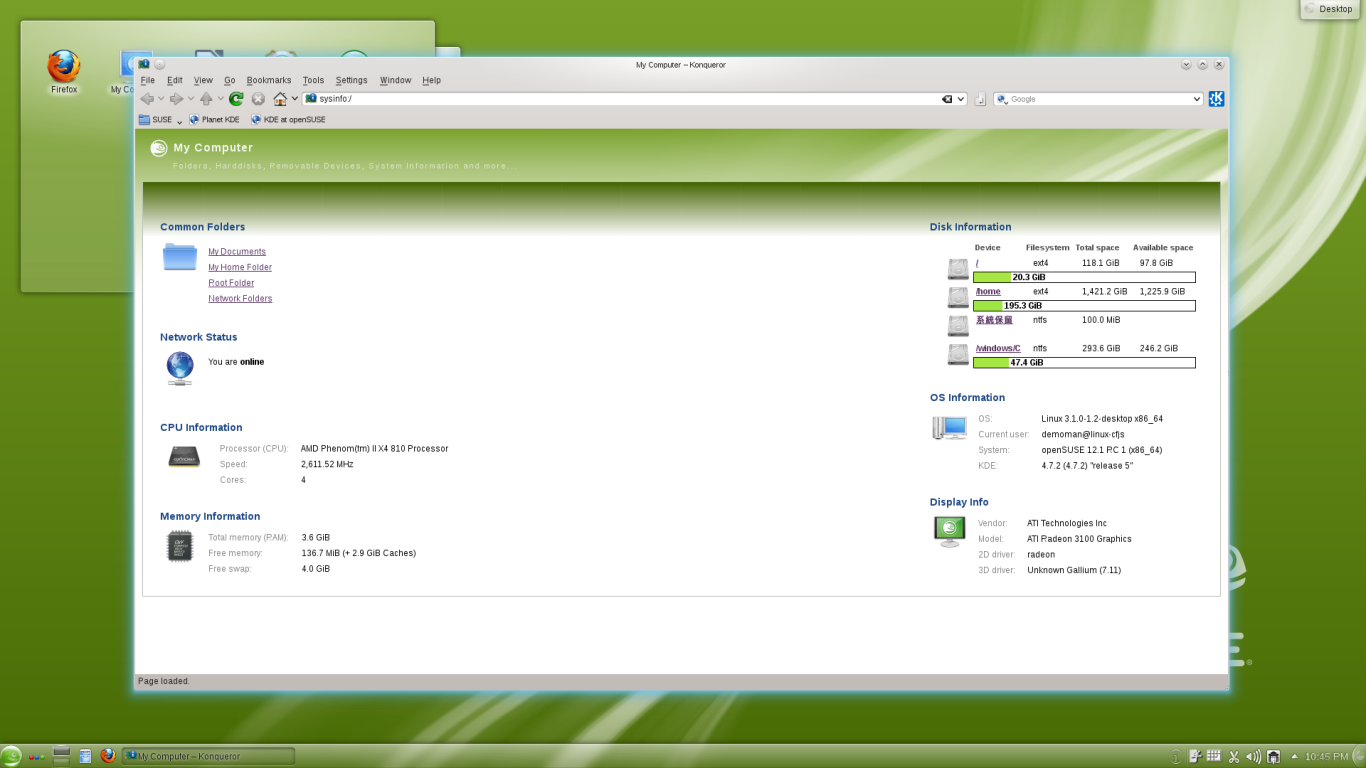 Desktop
Firefox
My Co
My Computer – Konqueror
File Edit View Go Bookmarks Tools Settings Window Help
sysinfo:/
Google
SUSE Planet KDE KDE at openSUSE
My Computer
Folders, Harddisks, Removable Devices, System Information and more..
Common Folders
My Documents
My Home Folder
Root Folder
Network Folders
Network Status
You are online
CPU Information
Processor (CPU): AMD Phenom(tm) II X4 810 Processor
Speed: 2,611.52 MHz
Cores: 4
Memory Information
Total memory (RAM): 3.6 GiB
Free memory: 136.7 MiB (+ 2.9 GiB Caches)
Free swap: 4.0 GiB
Disk Information
Device Filesystem Total space Available space
/ ext4 118.1 GiB 97.8 GiB
20.3 GiB
/home ext4 1,421.2 GiB 1,225.9 GiB
195.3 GiB
系統保留 ntfs 100.0 MiB
/windows/C ntfs 293.6 GiB 246.2 GiB
47.4 GiB
OS Information
OS: Linux 3.1.0-1.2-desktop x86_64
Current user: demoman@linux-cfjs
System: openSUSE 12.1 RC 1 (x86_64)
KDE: 4.7.2 (4.7.2) "release 5"
Display Info
Vendor: ATI Technologies Inc
Model: ATI Radeon 3100 Graphics
2D driver: radeon
3D driver: Unknown Gallium (7.11)
Page loaded.
My Computer – Konqueror
10:45 PM